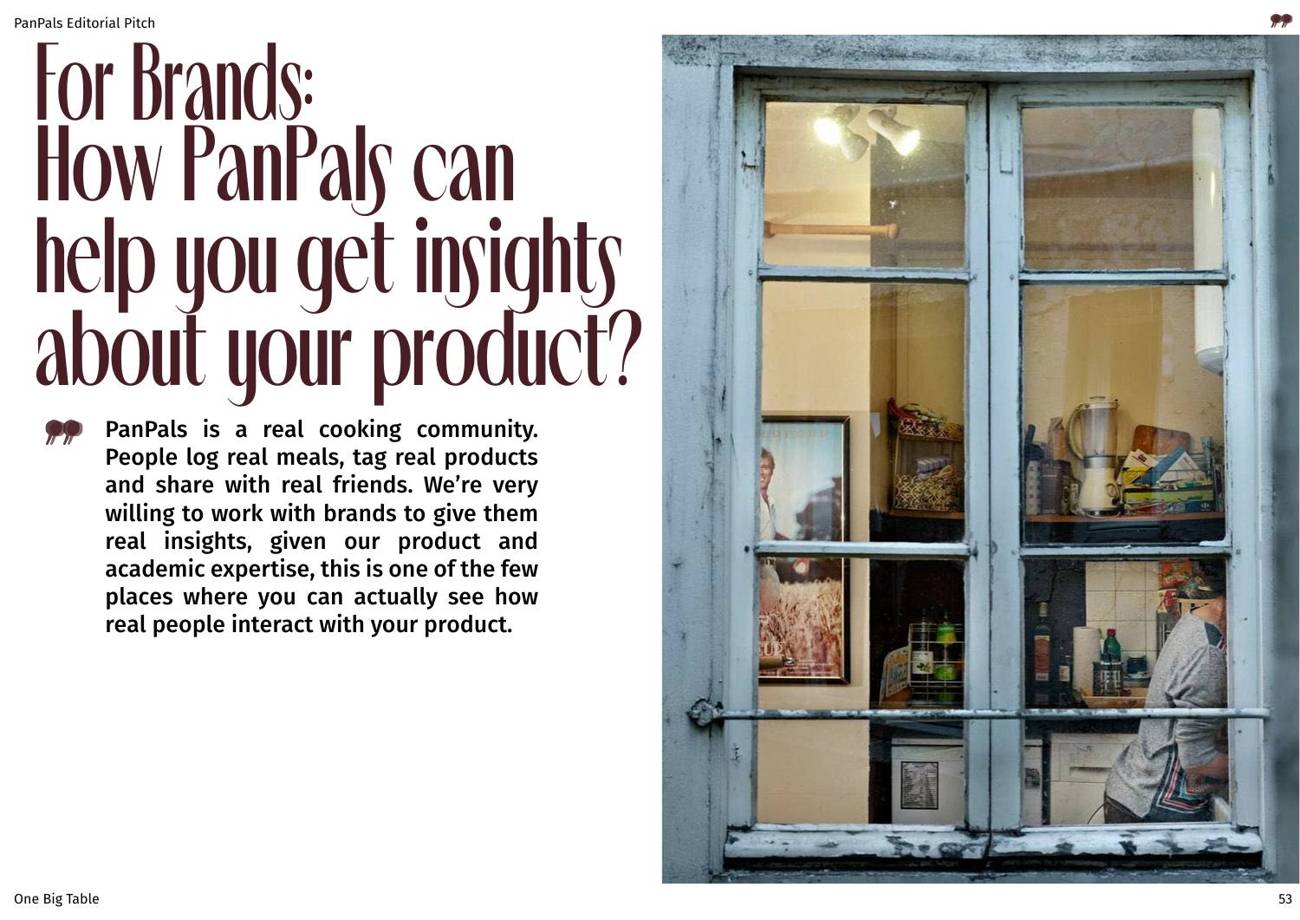 PanPals Editorial Pitch
For Brands:
How PanPals can
help you get insights
about your product?
PanPals is a real cooking community.
People log real meals, tag real products
and share with real friends. We’re very
willing to work with brands to give them
real insights, given our product and
academic expertise, this is one of the few
places where you can actually see how
real people interact with your product.
One Big Table
53